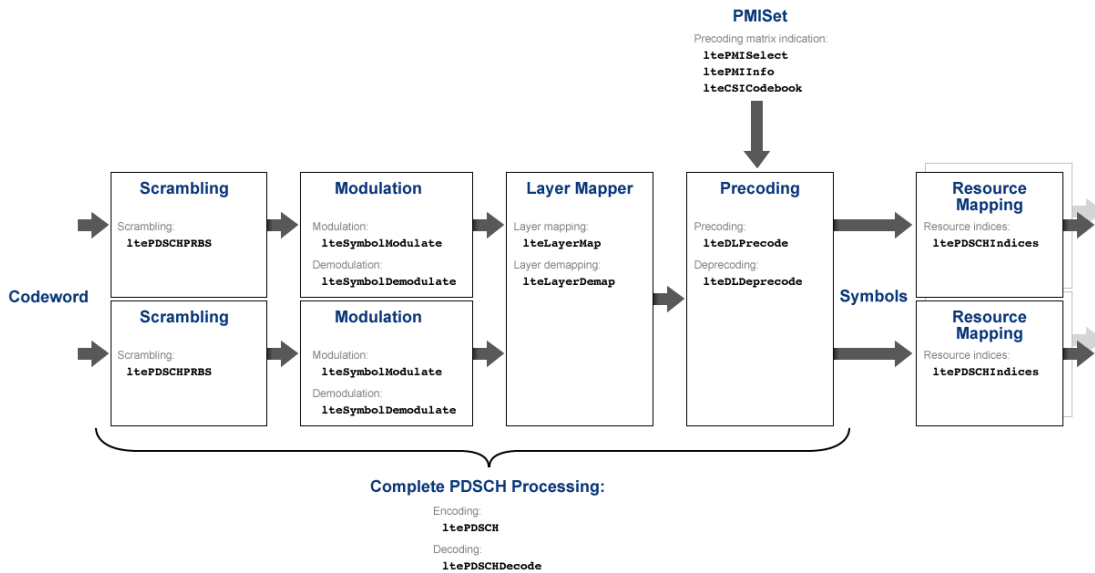 PMISet
Precoding matrix indication:
ltePMISelect
ltePMIInfo
lteCSICodebook
Codeword
Scrambling
Scrambling:
ltePDSCHPRBS
Modulation
Modulation:
lteSymbolModulate
Demodulation:
lteSymbolDemodulate
Scrambling
Scrambling:
ltePDSCHPRBS
Modulation
Modulation:
lteSymbolModulate
Demodulation:
lteSymbolDemodulate
Layer Mapper
Layer mapping:
lteLayerMap
Layer demapping:
lteLayerDemap
Precoding
Precoding:
lteDLPrecode
Deprecoding:
lteDLDeprecode
Symbols
Resource
Mapping
Resource indices:
ltePDSCHIndices
Resource
Mapping
Resource indices:
ltePDSCHIndices
Complete PDSCH Processing:
Encoding:
ltePDSCH
Decoding:
ltePDSCHDecode